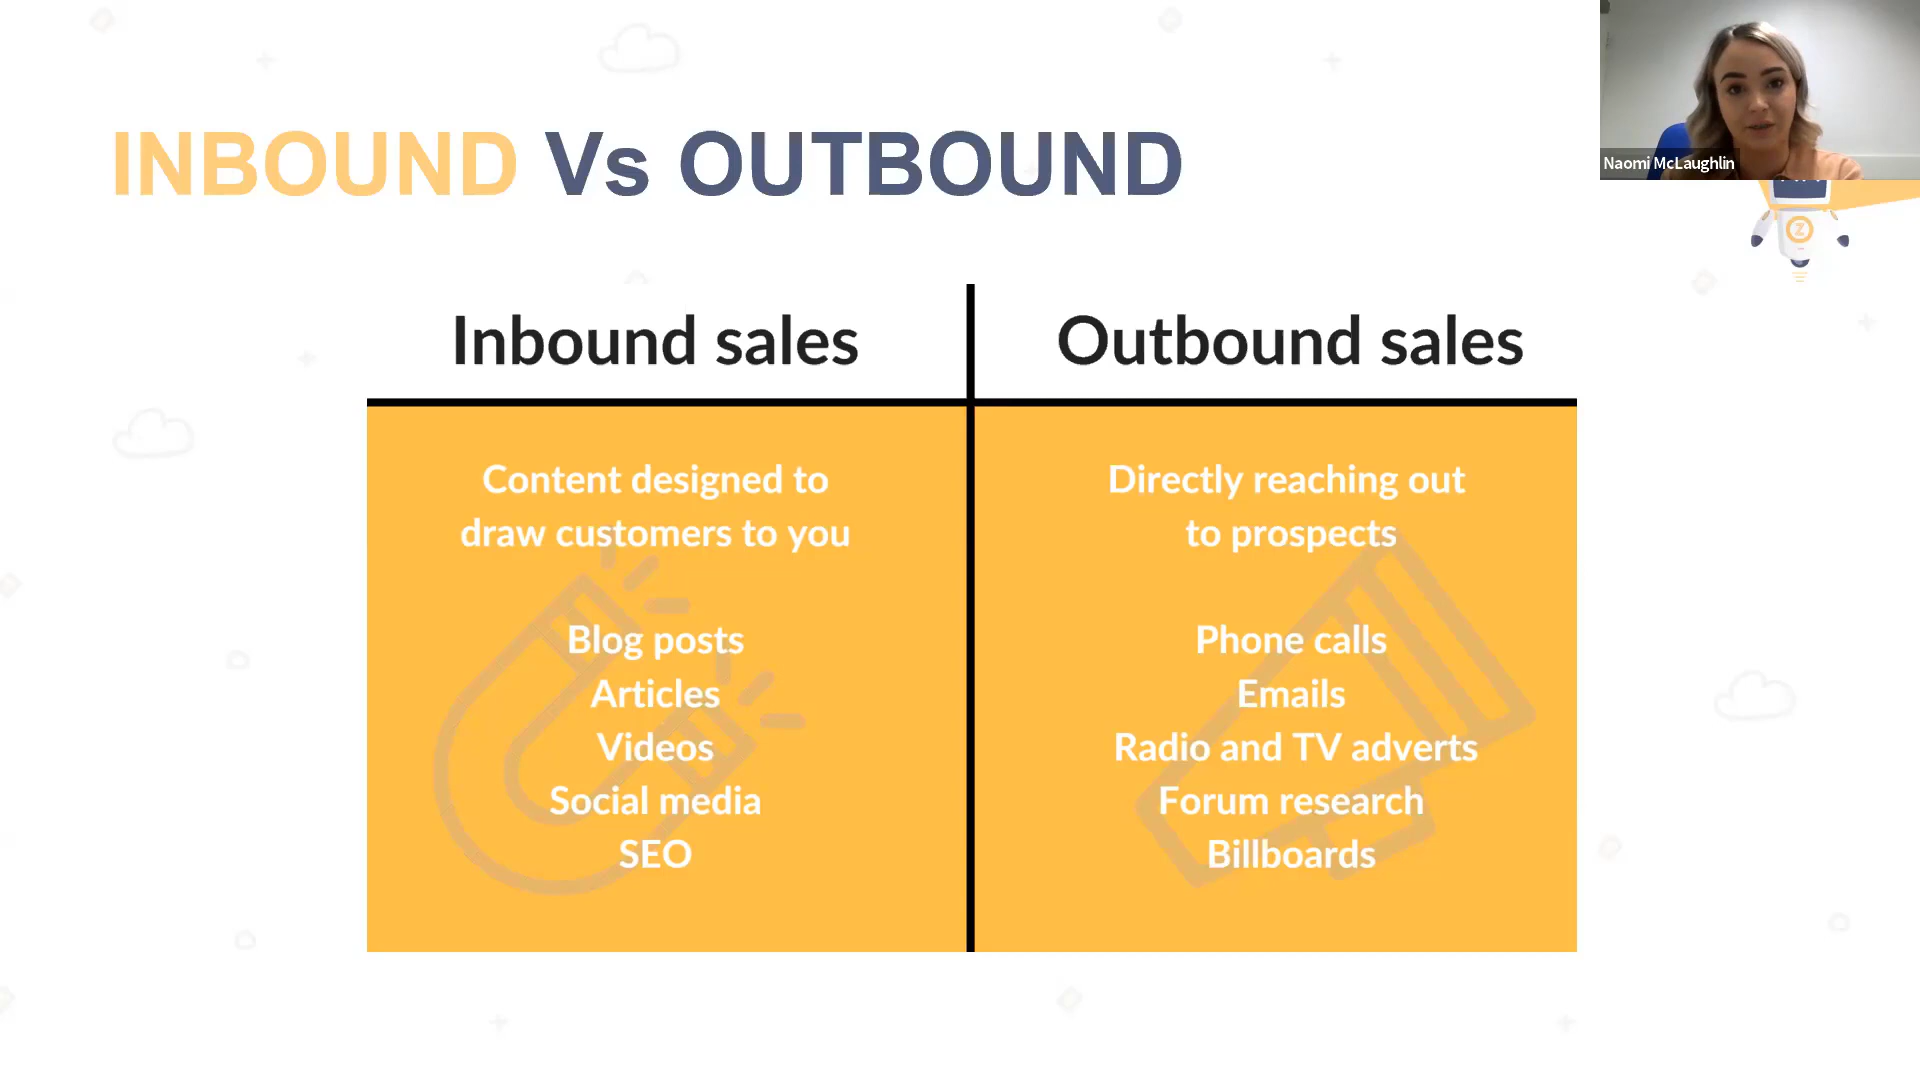 INBOUND Vs OUTBOUND
Naomi McLaughlin
Z
Inbound sales
Outbound sales
Content designed to
draw customers to you
Blog posts
Articles
Videos
Social media
SEO
Directly reaching out
to prospects
Phone calls
Emails
Radio and TV adverts
Forum research
Billboards